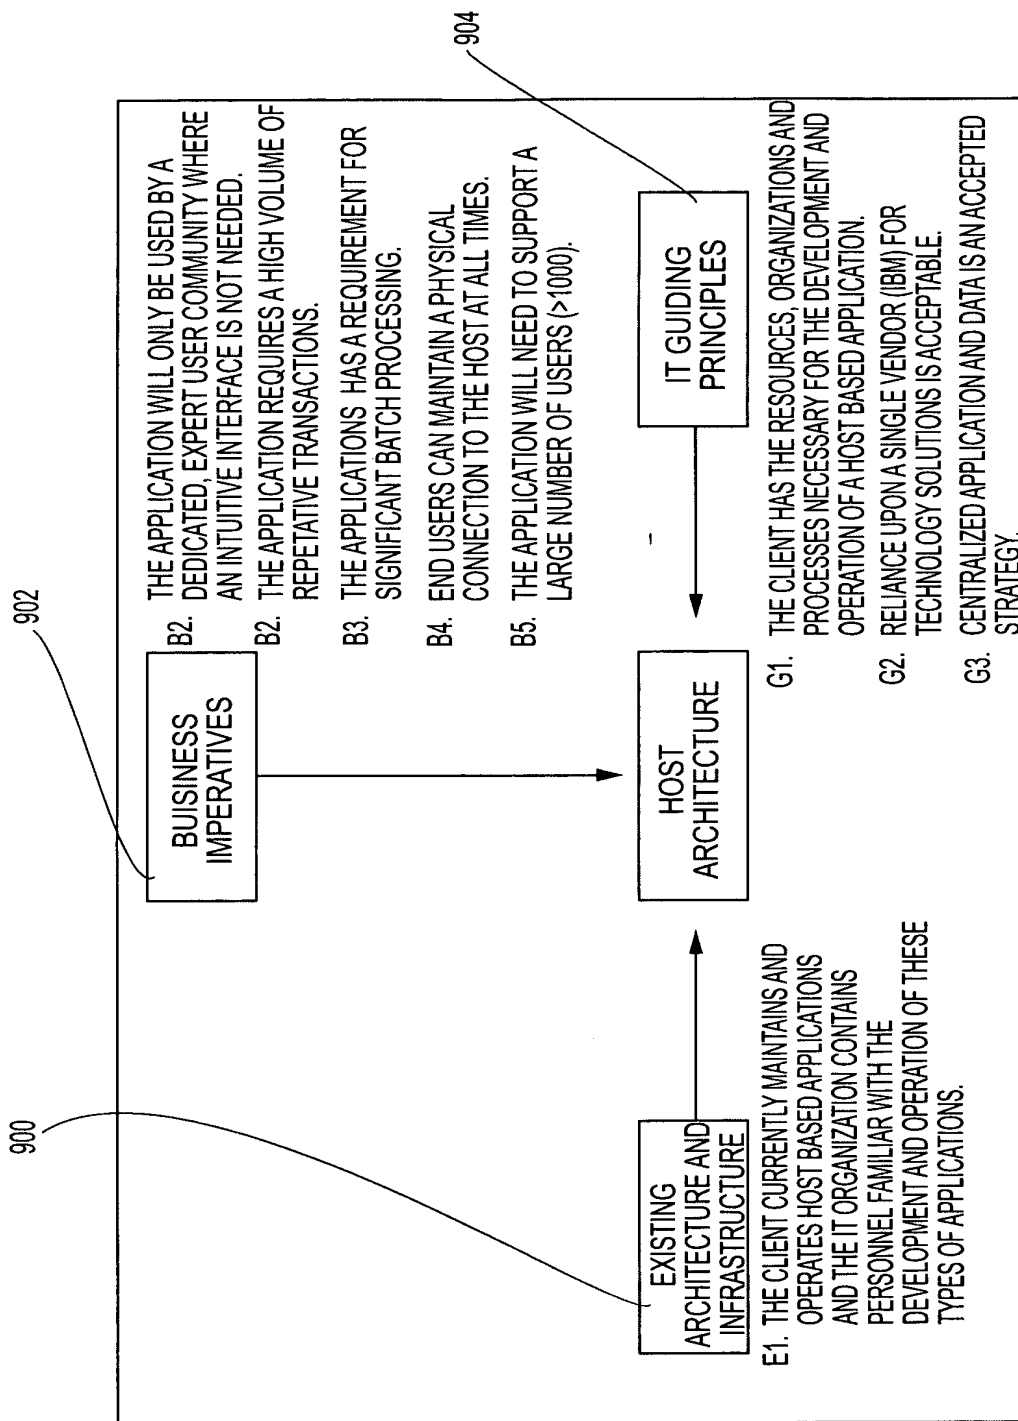 902
BUISINESS
IMPERATIVES
B2. THE APPLICATION WILL ONLY BE USED BY A
DEDICATED, EXPERT USER COMMUNITY WHERE
AN INTUITIVE INTERFACE IS NOT NEEDED.
B2. THE APPLICATION REQUIRES A HIGH VOLUME OF
REPETATIVE TRANSACTIONS.
B3. THE APPLICATIONS HAS A REQUIREMENT FOR
SIGNIFICANT BATCH PROCESSING.
B4. END USERS CAN MAINTAIN A PHYSICAL
CONNECTION TO THE HOST AT ALL TIMES.
B5. THE APPLICATION WILL NEED TO SUPPORT A
LARGE NUMBER OF USERS (>1000).
900
EXISTING
ARCHITECTURE AND
INFRASTRUCTURE
E1. THE CLIENT CURRENTLY MAINTAINS AND
OPERATES HOST BASED APPLICATIONS
AND THE IT ORGANIZATION CONTAINS
PERSONNEL FAMILIAR WITH THE
DEVELOPMENT AND OPERATION OF THESE
TYPES OF APPLICATIONS.
HOST
ARCHITECTURE
904
IT GUIDING
PRINCIPLES
G1. THE CLIENT HAS THE RESOURCES, ORGANIZATIONS AND
PROCESSES NECESSARY FOR THE DEVELOPMENT AND
OPERATION OF A HOST BASED APPLICATION.
G2. RELIANCE UPON A SINGLE VENDOR (IBM) FOR
TECHNOLOGY SOLUTIONS IS ACCEPTABLE.
G3. CENTRALIZED APPLICATION AND DATA IS AN ACCEPTED
STRATEGY.